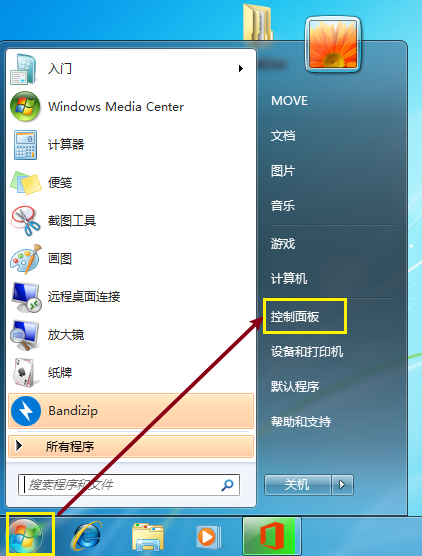 入门
Windows Media Center
计算器
便笺
截图工具
画图
远程桌面连接
放大镜
纸牌
Bandizip
所有程序
搜索程序和文件
MOVE
文档
图片
音乐
游戏
计算机
控制面板
设备和打印机
默认程序
帮助和支持
关机